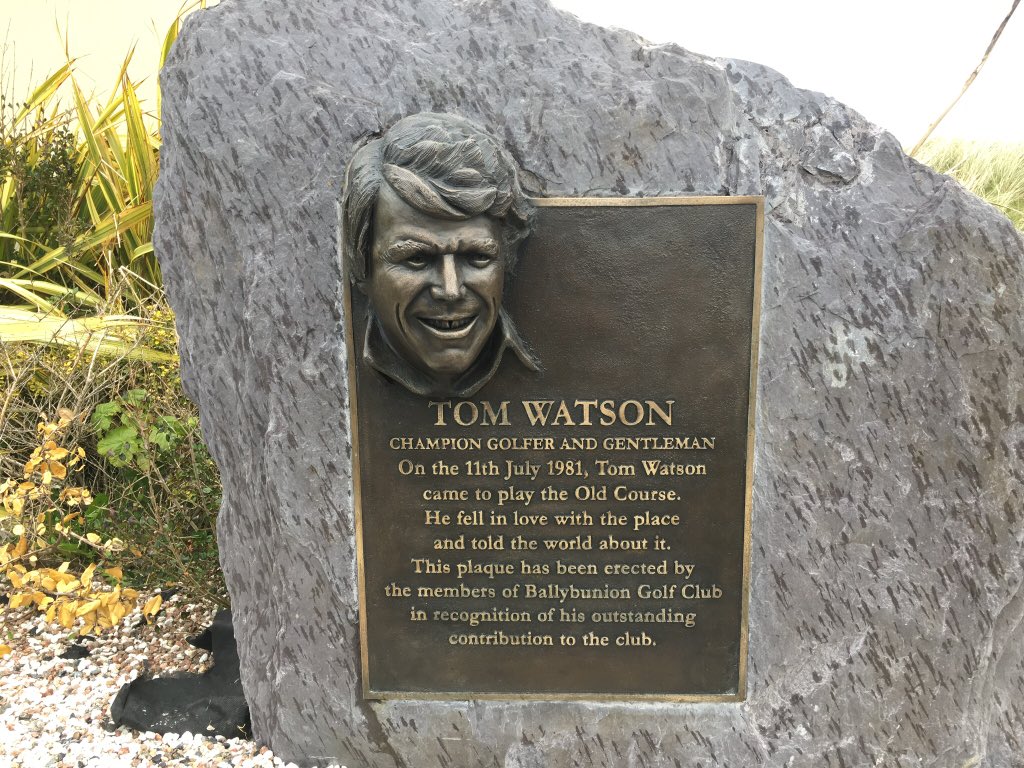 TOM WATSON
CHAMPION GOLFER AND GENTLEMAN
On the 11th July 1981, Tom Watson
came to play the Old Course.
He fell in love with the place
and told the world about it.
This plaque has been erected by
the members of Ballybunion Golf Club
in recognition of his outstanding
contribution to the club.